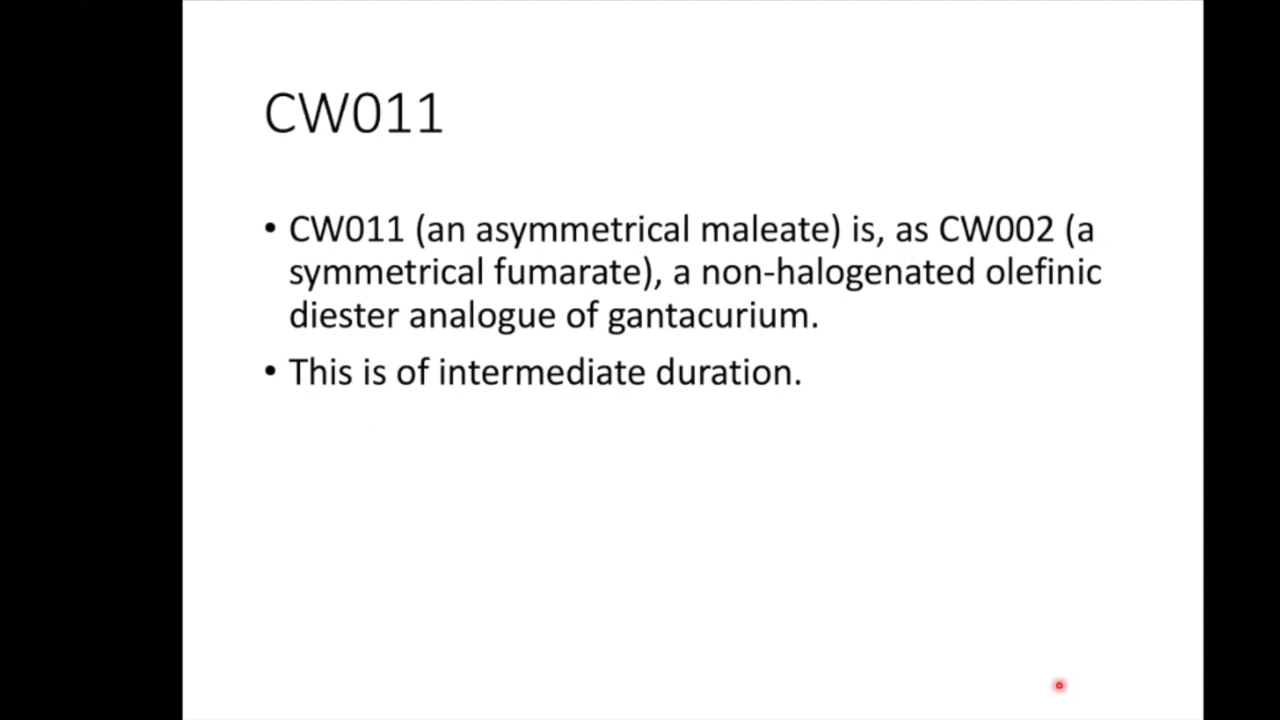 CW011
• CW011 (an asymmetrical maleate) is, as CW002 (a
symmetrical fumarate), a non-halogenated olefinic
diester analogue of gantacurium.
• This is of intermediate duration.